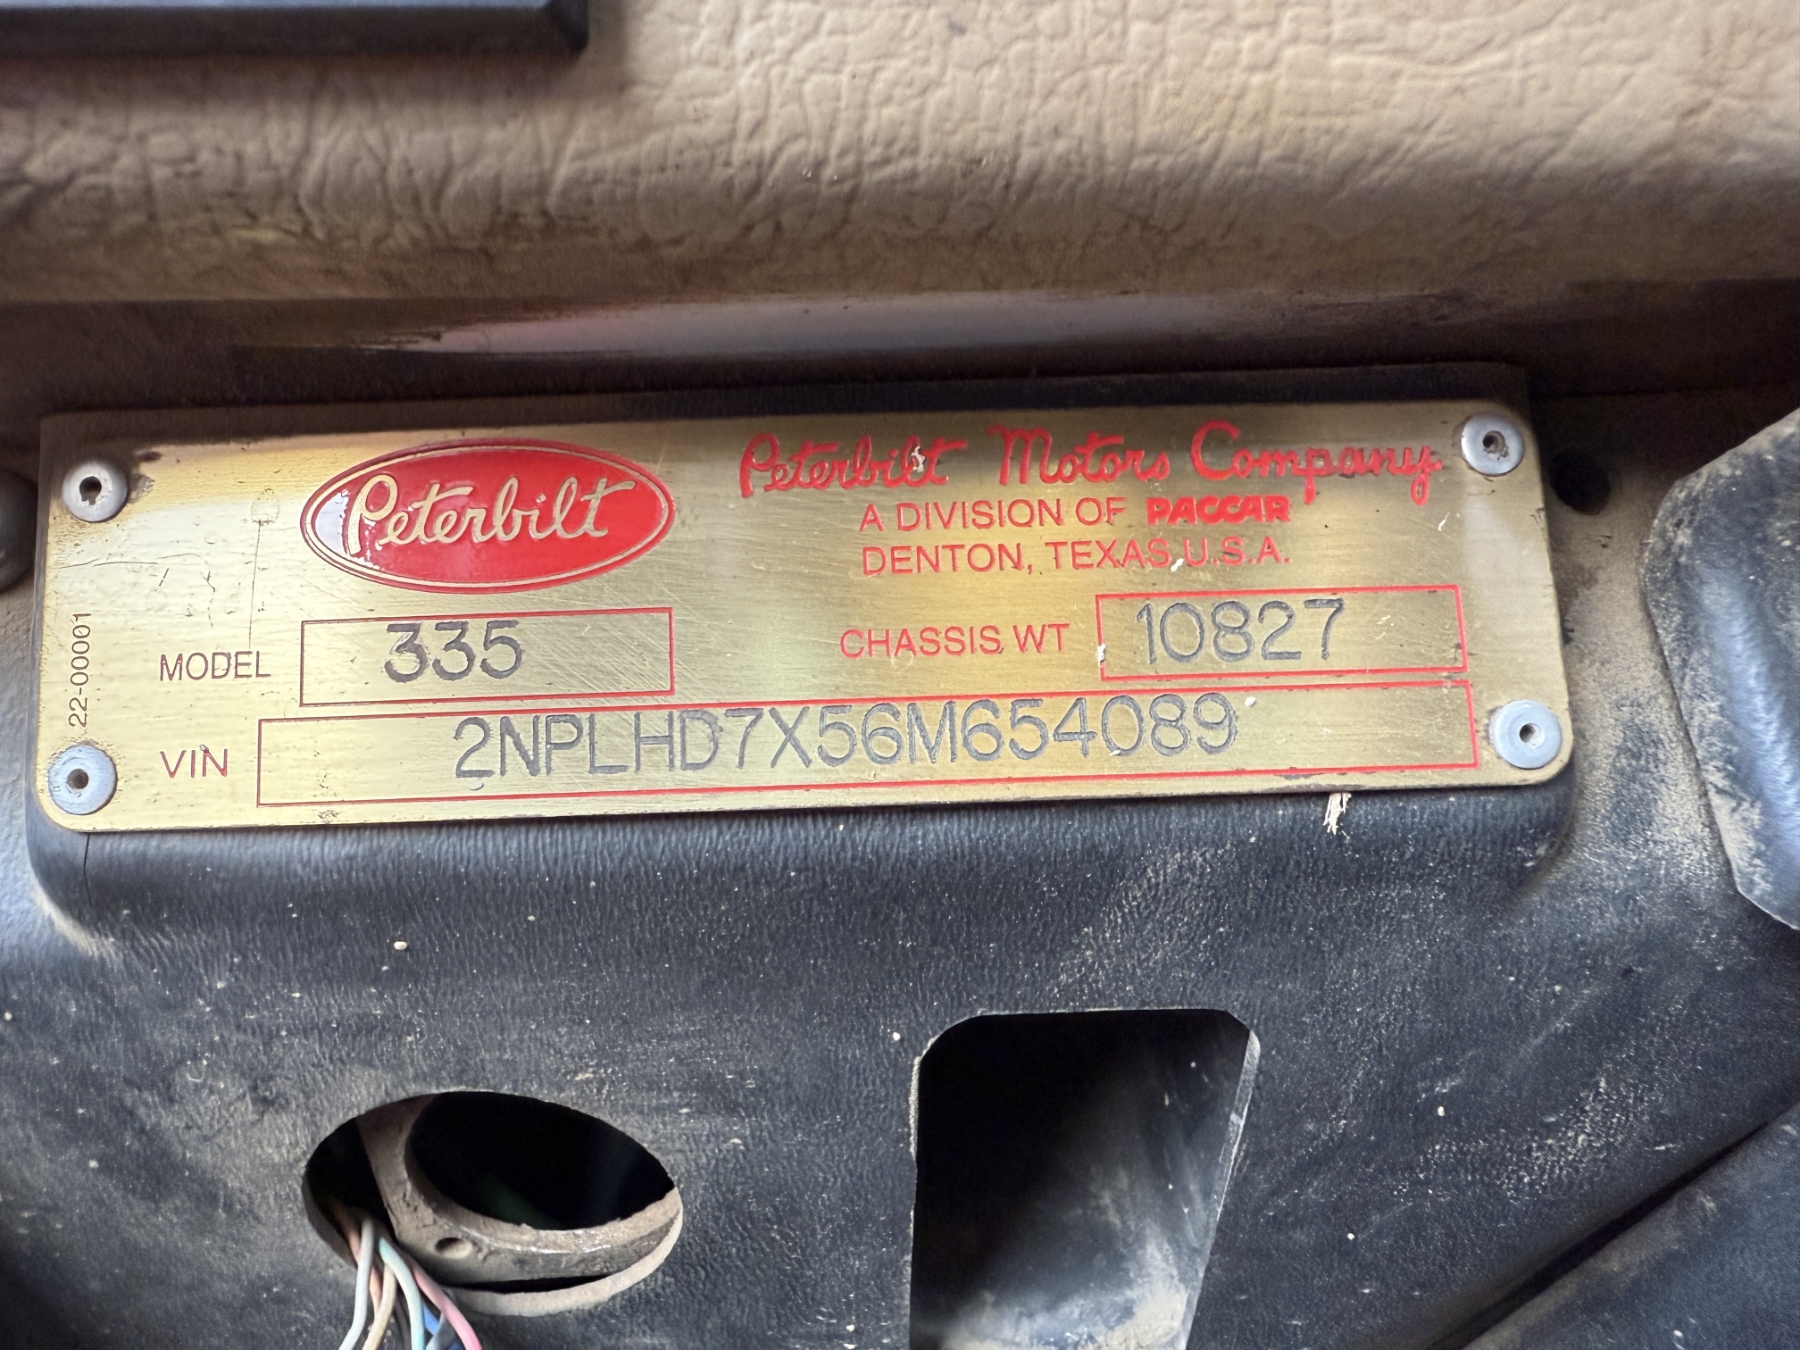 Peterbilt
Peterbilt Motors Company
A DIVISION OF PACCAR
DENTON, TEXAS, U.S.A.
22-00001
MODEL 335
CHASSIS WT 10827
VIN 2NPLHD7X56M654089